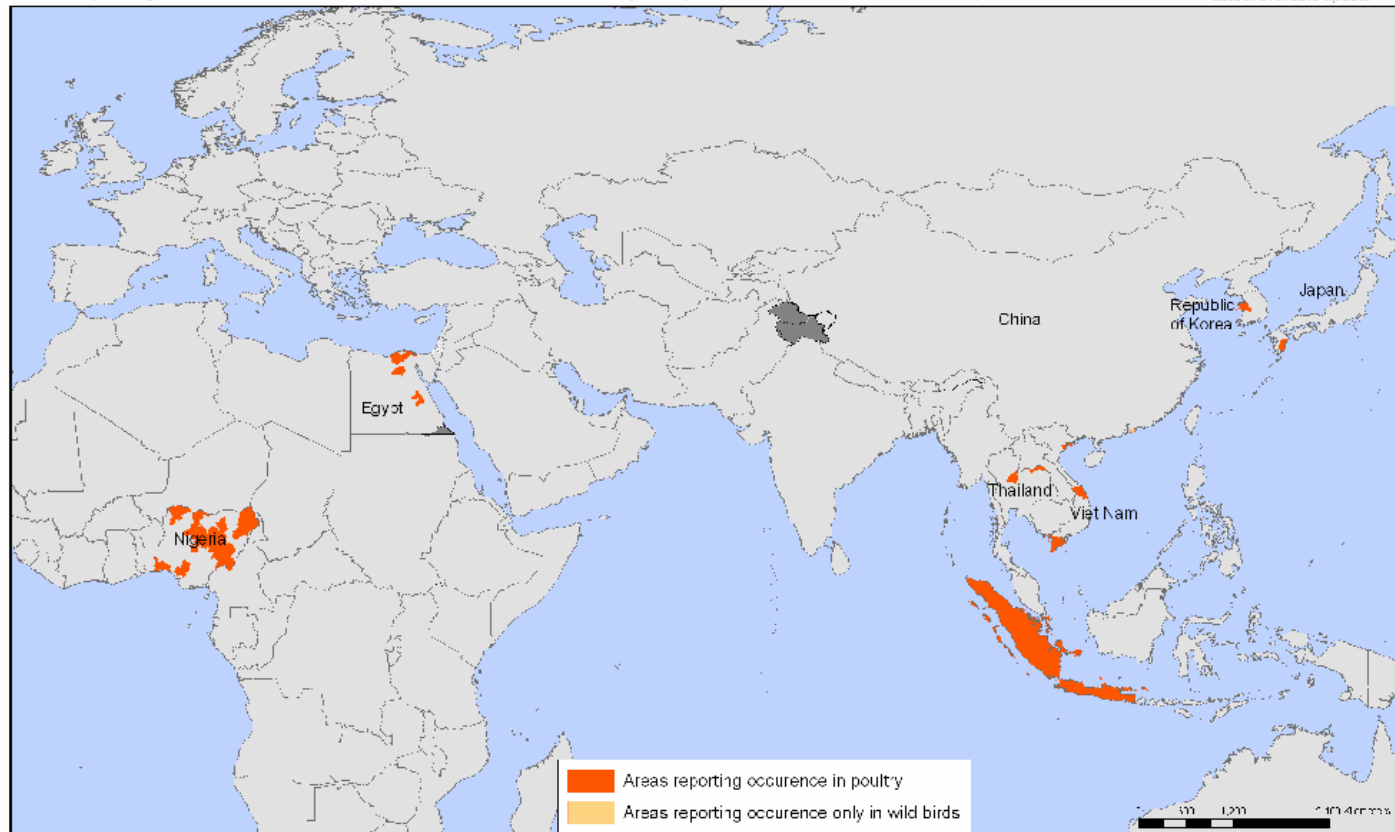 Japan
Republic
of Korea
China
Egypt
Thailand
Viet Nam
Nigeria
Areas reporting occurence in poultry
Areas reporting occurence only in wild birds